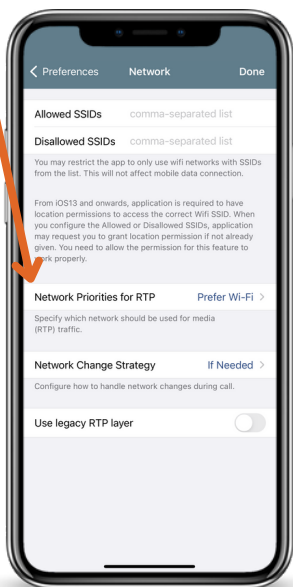 Preferences Network Done
Allowed SSIDs comma-separated list
Disallowed SSIDs comma-separated list
You may restrict the app to only use wifi networks with SSIDs
from the list. This will not affect mobile data connection.
From iOS13 and onwards, application is required to have
location permissions to access the correct Wifi SSID. When
you configure the Allowed or Disallowed SSIDs, application
may request you to grant location permission if not already
given. You need to allow the permission for this feature to
work properly.
Network Priorities for RTP Prefer Wi-Fi
Specify which network should be used for media
(RTP) traffic.
Network Change Strategy If Needed
Configure how to handle network changes during call.
Use legacy RTP layer